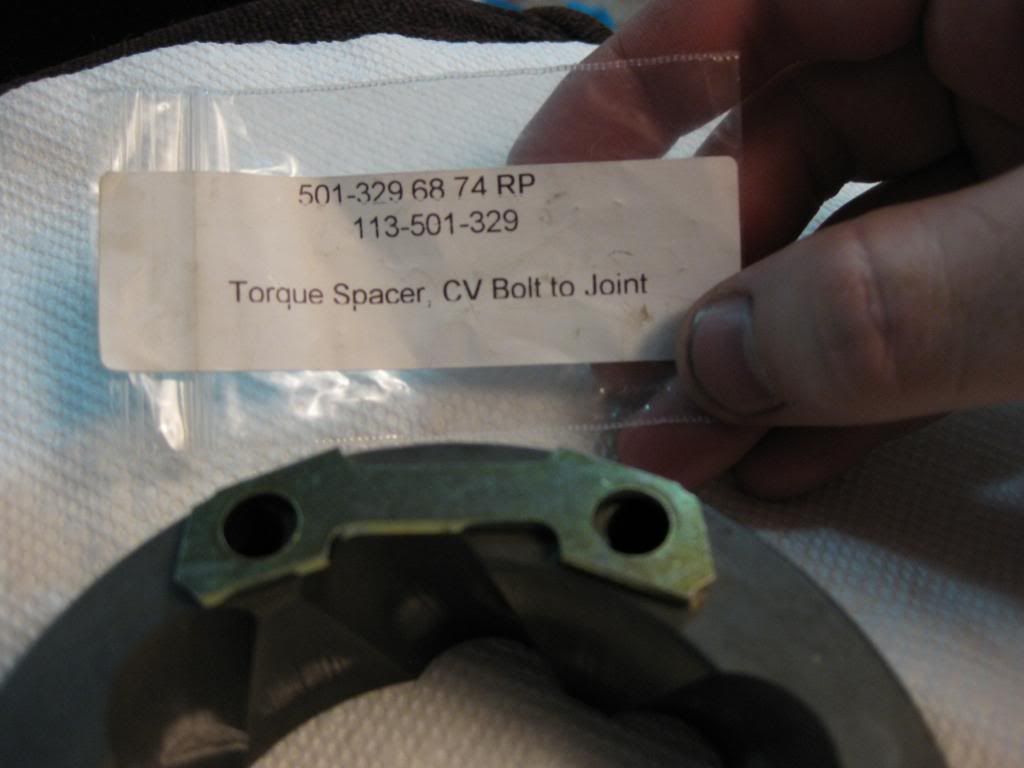 501-329 68 74 RP
113-501-329
Torque Spacer, CV Bolt to Joint